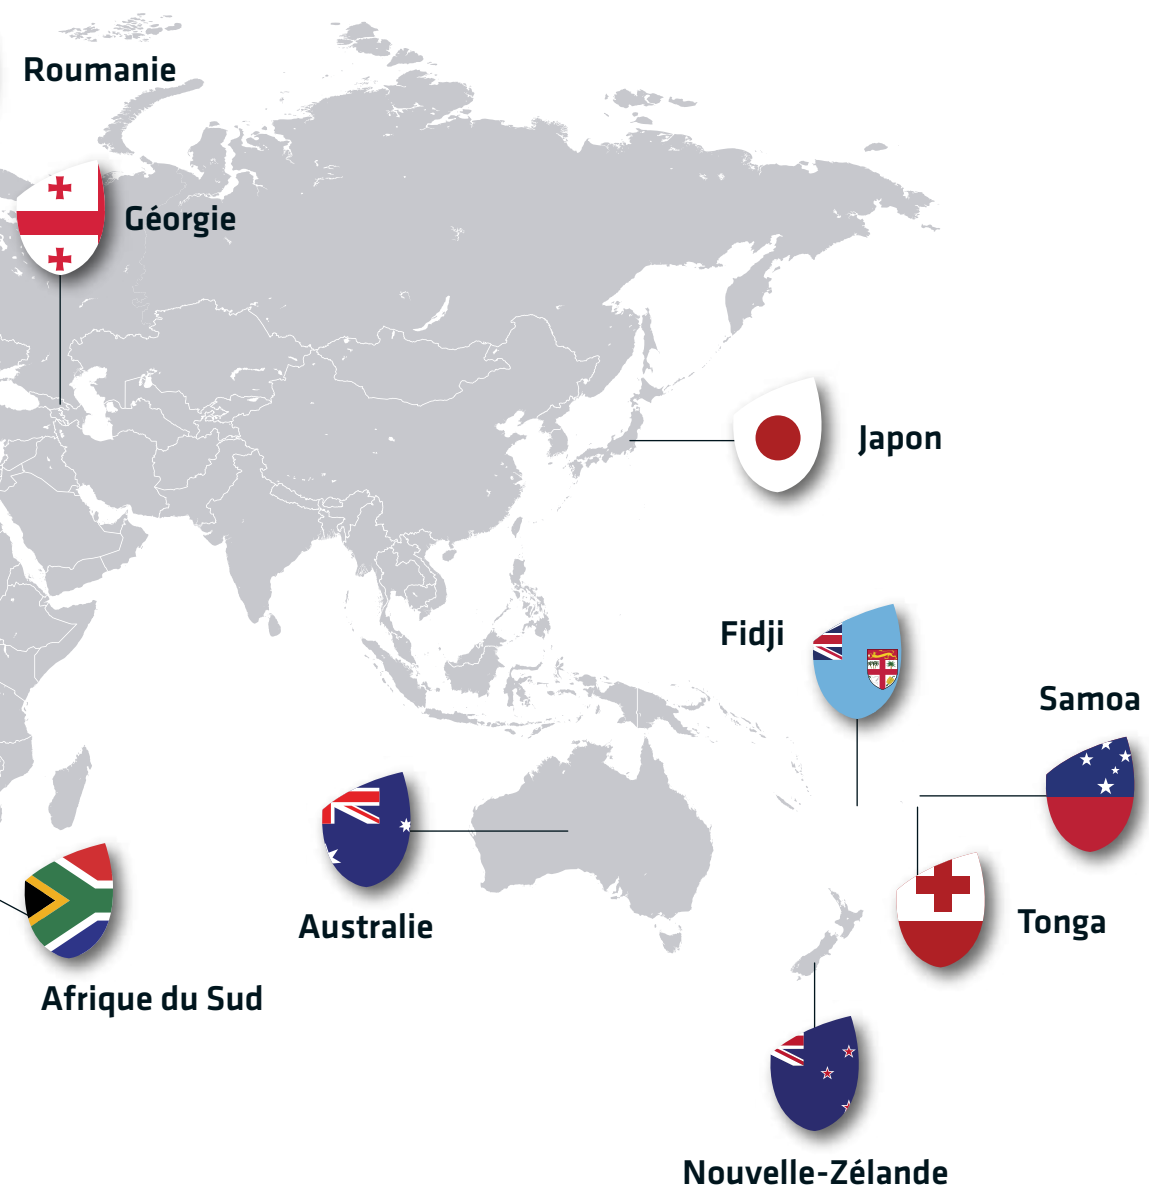 Roumanie
Géorgie
Japon
Fidji
Samoa
Australie
Tonga
Afrique du Sud
Nouvelle-Zélande